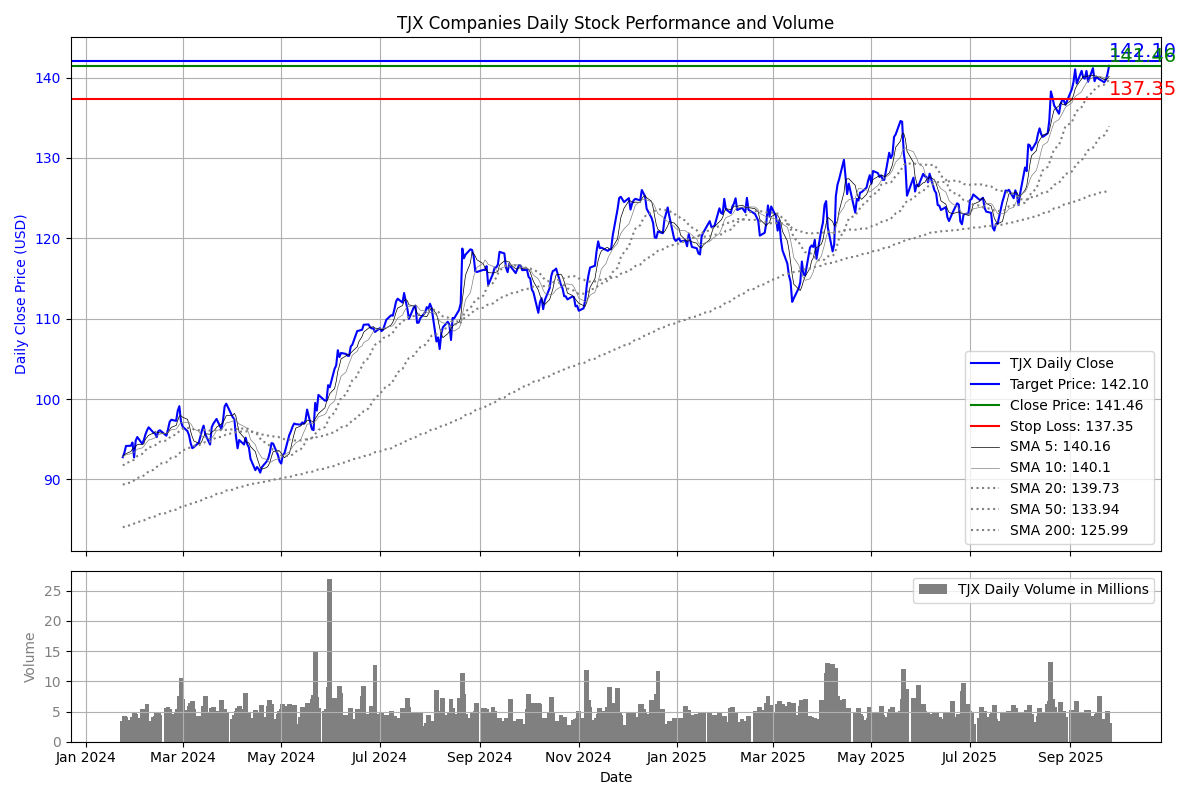 TJX Companies Daily Stock Performance and Volume
142.10
141.46
137.35
140
130
120
110
100
90
Daily Close Price (USD)
TJX Daily Close
Target Price: 142.10
Close Price: 141.46
Stop Loss: 137.35
SMA 5: 140.16
SMA 10: 140.1
SMA 20: 139.73
SMA 50: 133.94
SMA 200: 125.99
25
20
15
10
5
0
Volume
TJX Daily Volume in Millions
Jan 2024 Mar 2024 May 2024 Jul 2024 Sep 2024 Nov 2024 Jan 2025 Mar 2025 May 2025 Jul 2025 Sep 2025
Date